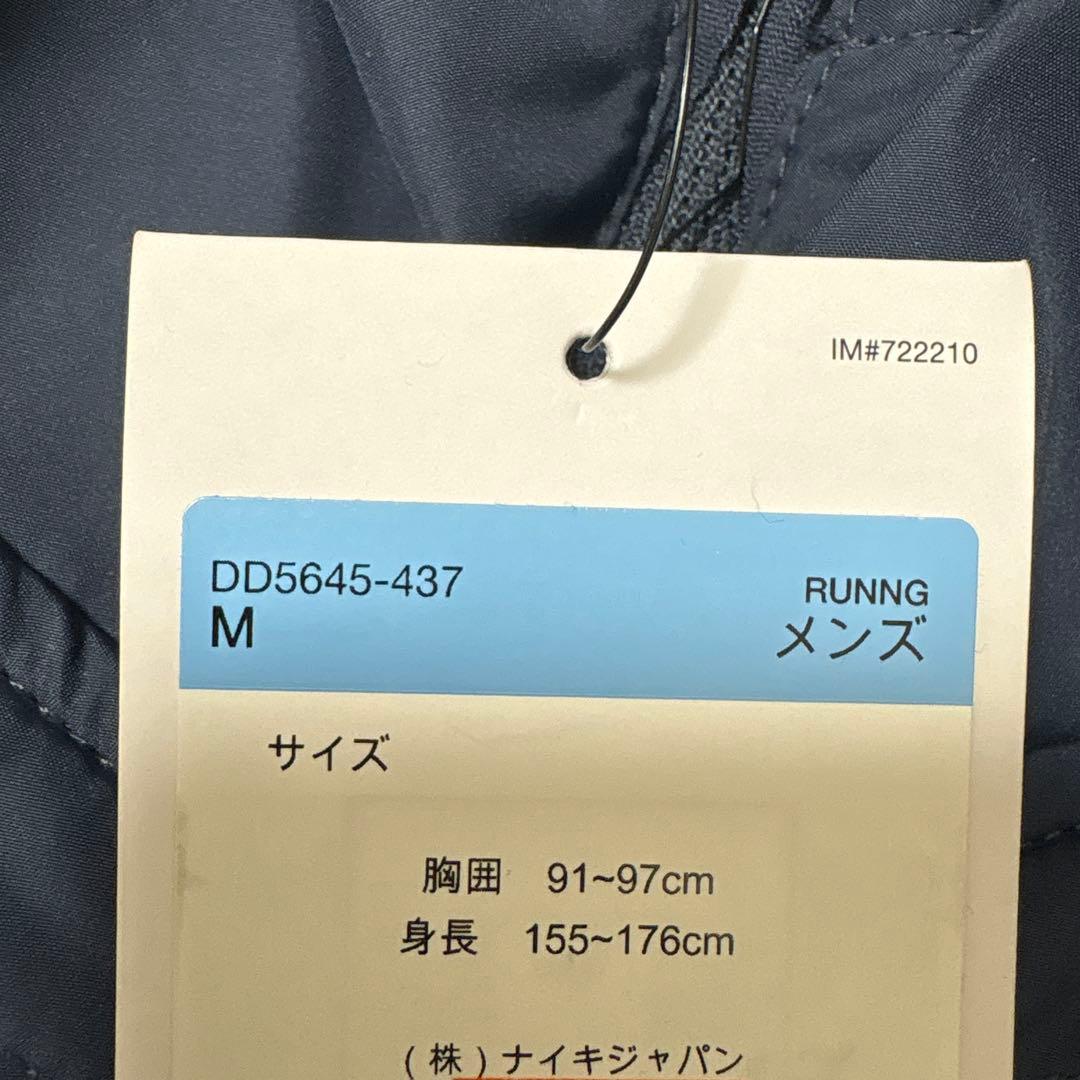 IM#722210
DD5645-437
M
RUNNG
メンズ
サイズ
胸囲 91~97cm
身長 155~176cm
(株)ナイキジャパン